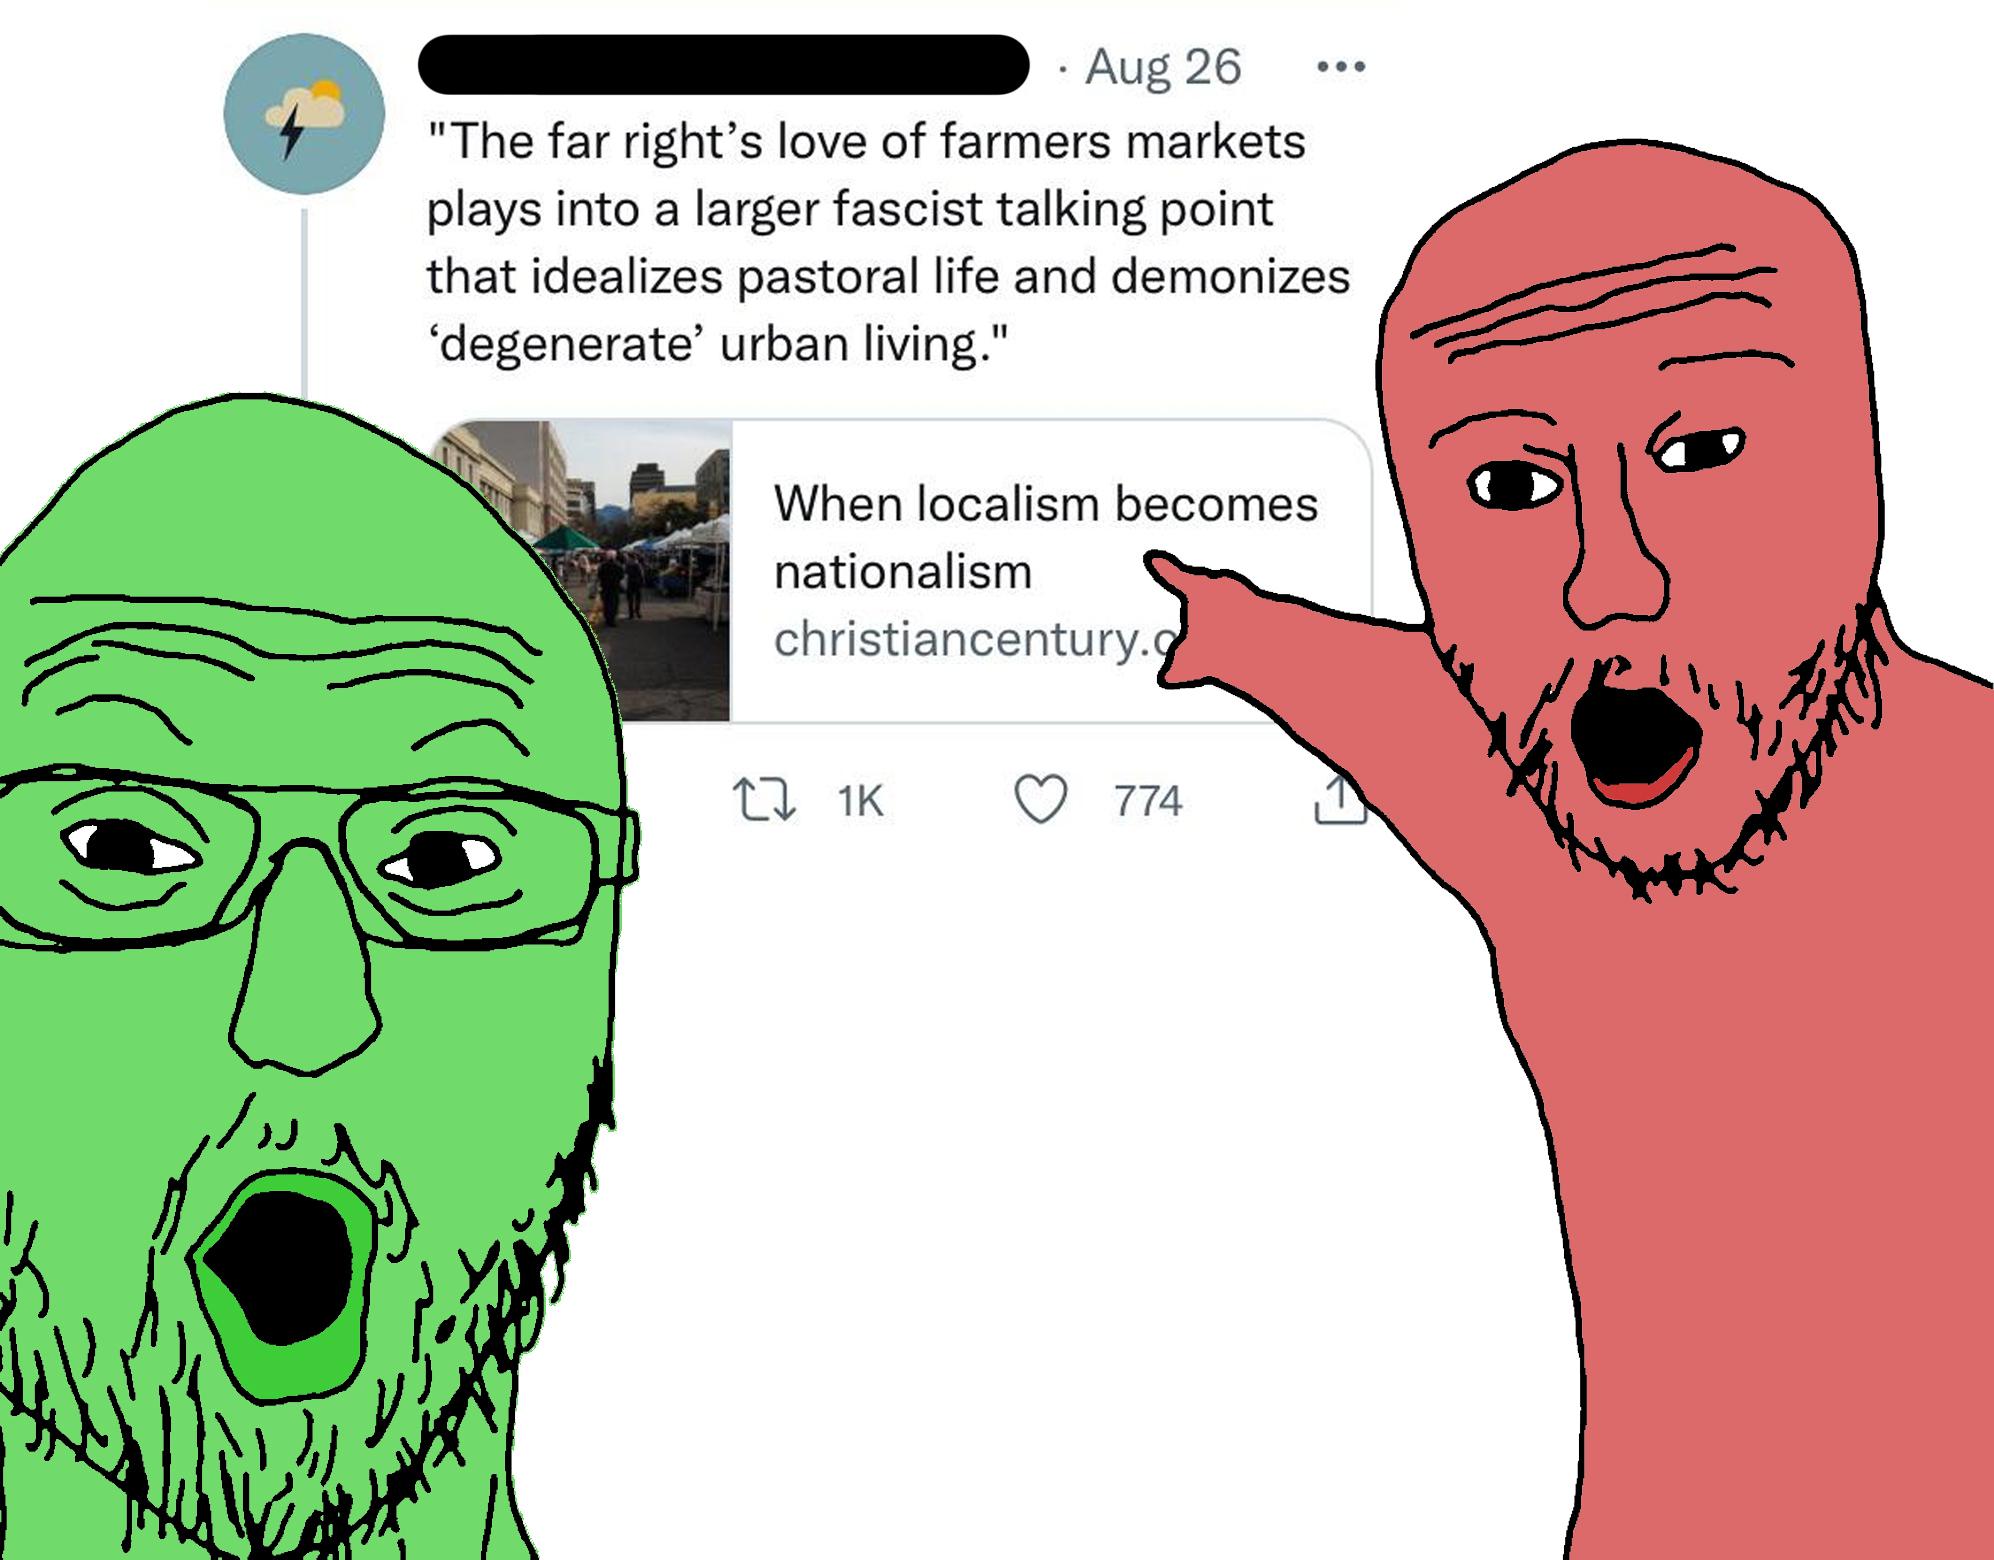 · Aug 26 ...
"The far right’s love of farmers markets
plays into a larger fascist talking point
that idealizes pastoral life and demonizes
‘degenerate’ urban living."
When localism becomes
nationalism
christiancentury.c
1K 774